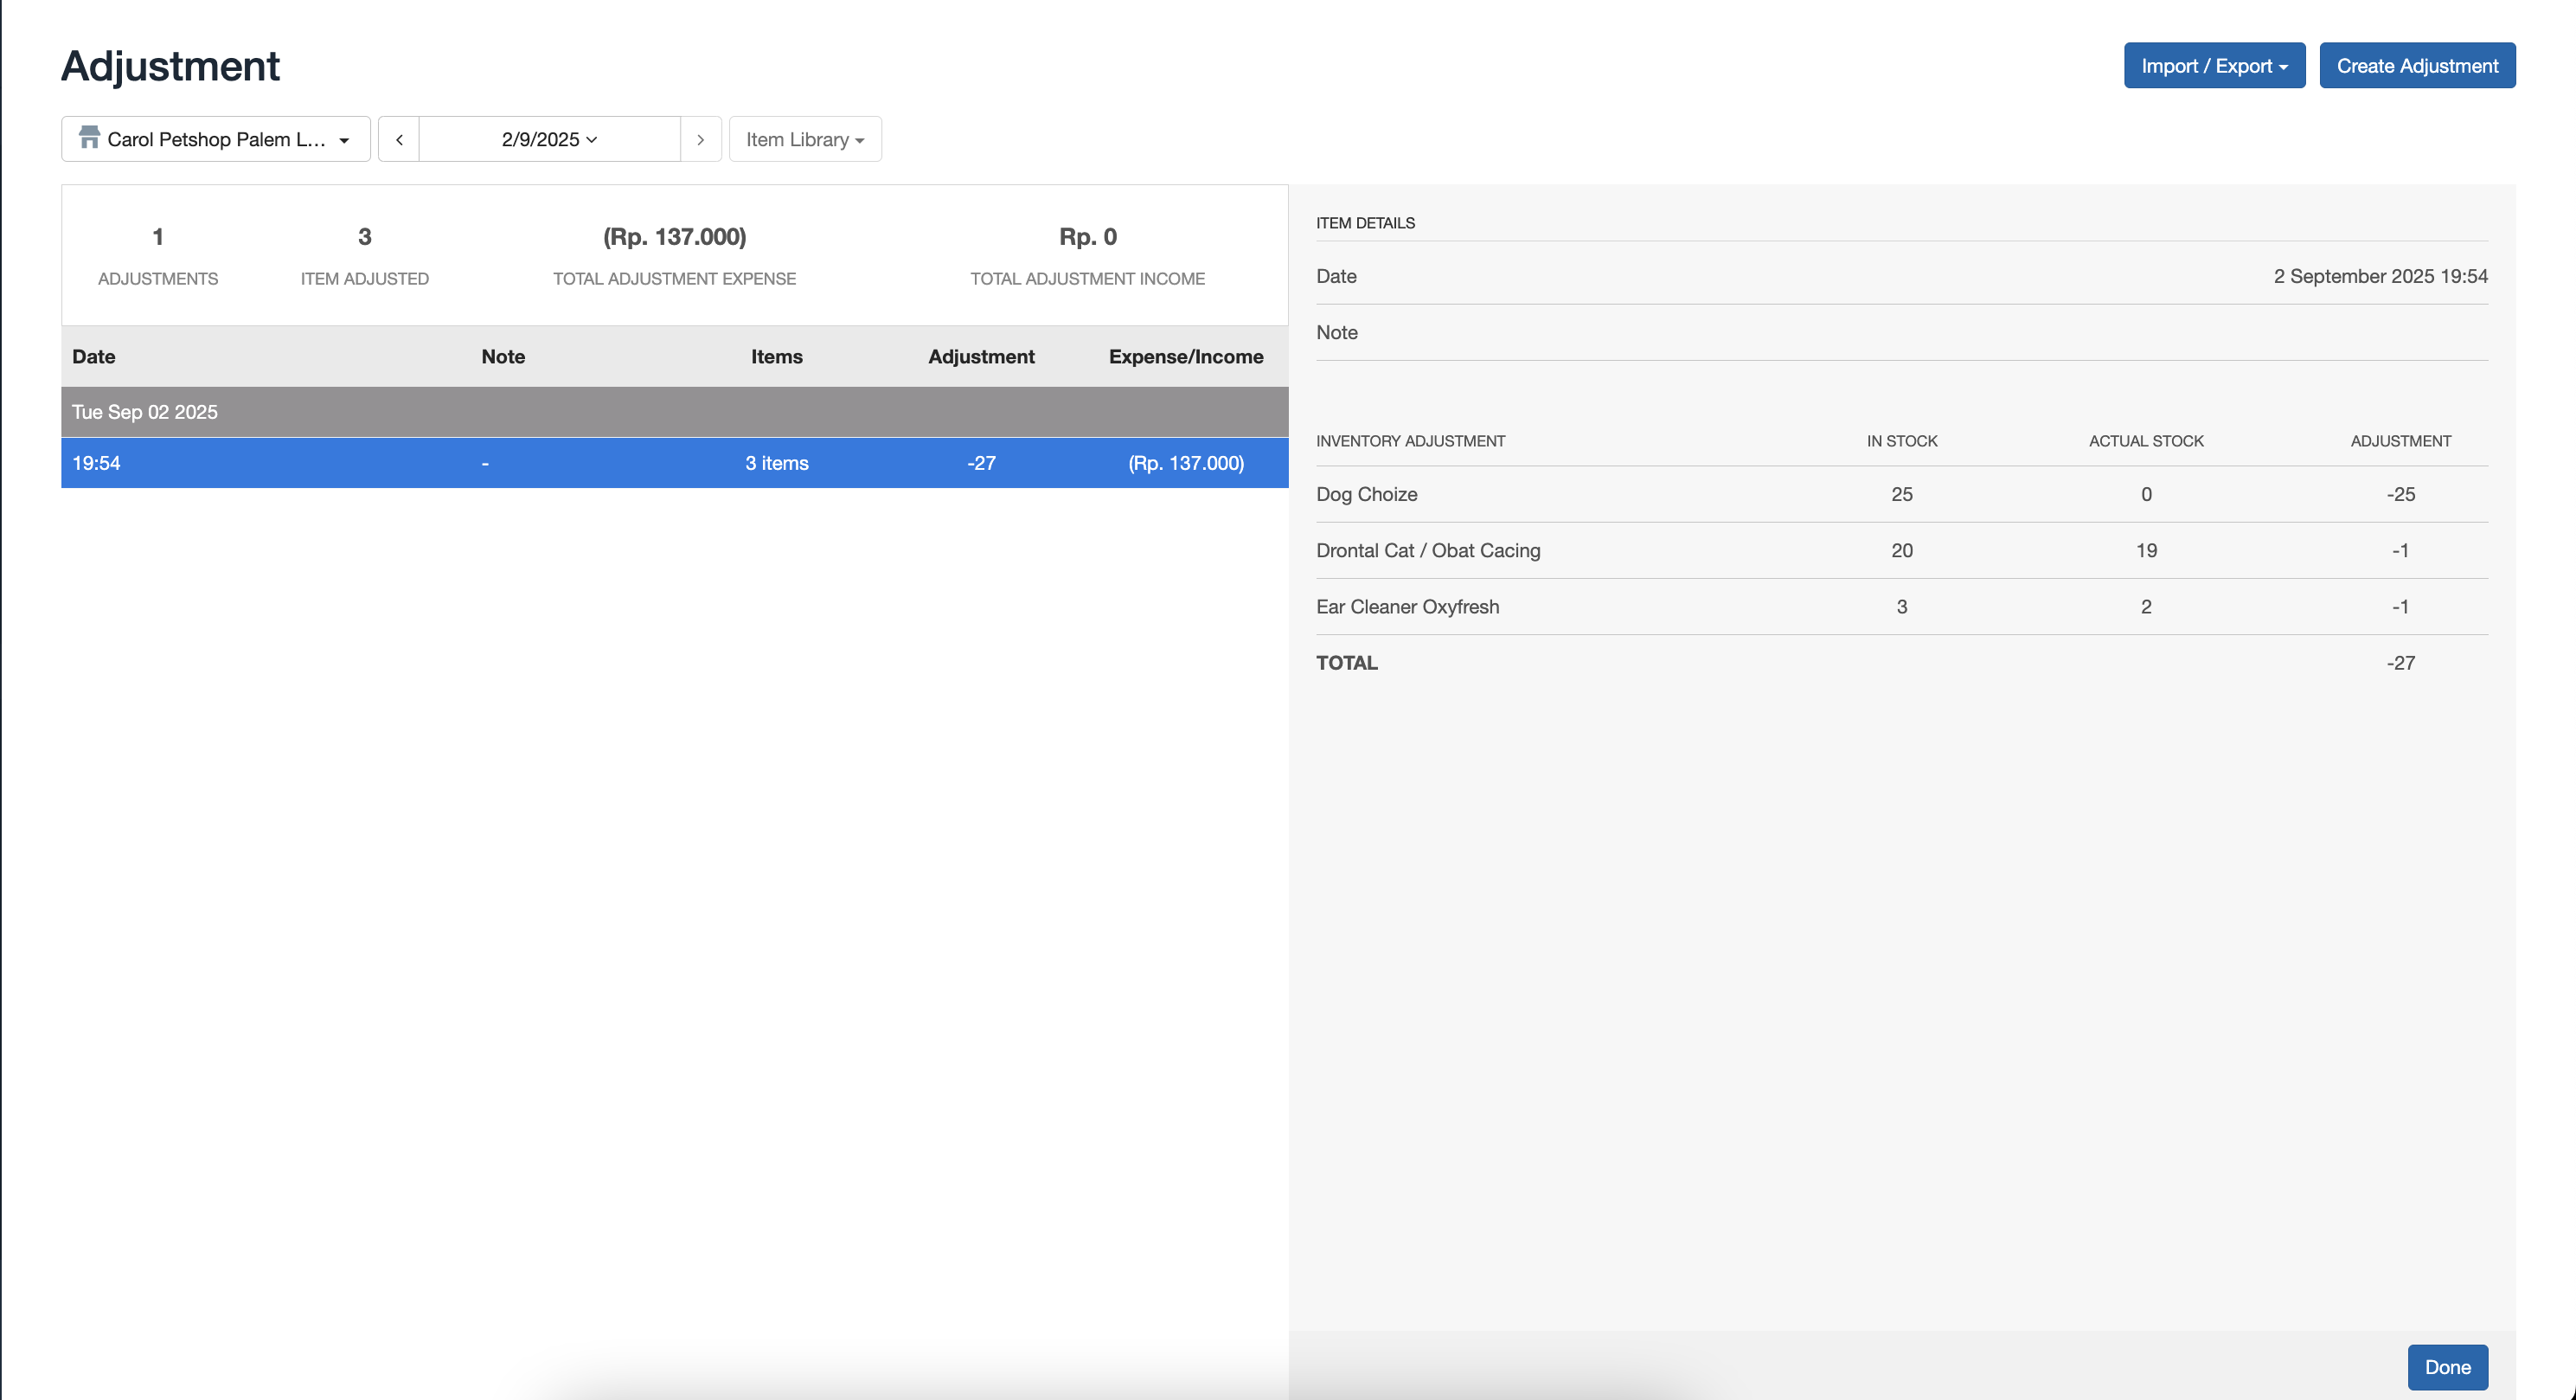 Adjustment
Import / Export
Create Adjustment
Carol Petshop Palem L...
2/9/2025
Item Library
1
3
(Rp. 137.000)
Rp. 0
ADJUSTMENTS
ITEM ADJUSTED
TOTAL ADJUSTMENT EXPENSE
TOTAL ADJUSTMENT INCOME
Date Note Items Adjustment Expense/Income
Tue Sep 02 2025
19:54 - 3 items -27 (Rp. 137.000)
ITEM DETAILS
Date 2 September 2025 19:54
Note
INVENTORY ADJUSTMENT IN STOCK ACTUAL STOCK ADJUSTMENT
Dog Choize 25 0 -25
Drontal Cat / Obat Cacing 20 19 -1
Ear Cleaner Oxyfresh 3 2 -1
TOTAL -27
Done